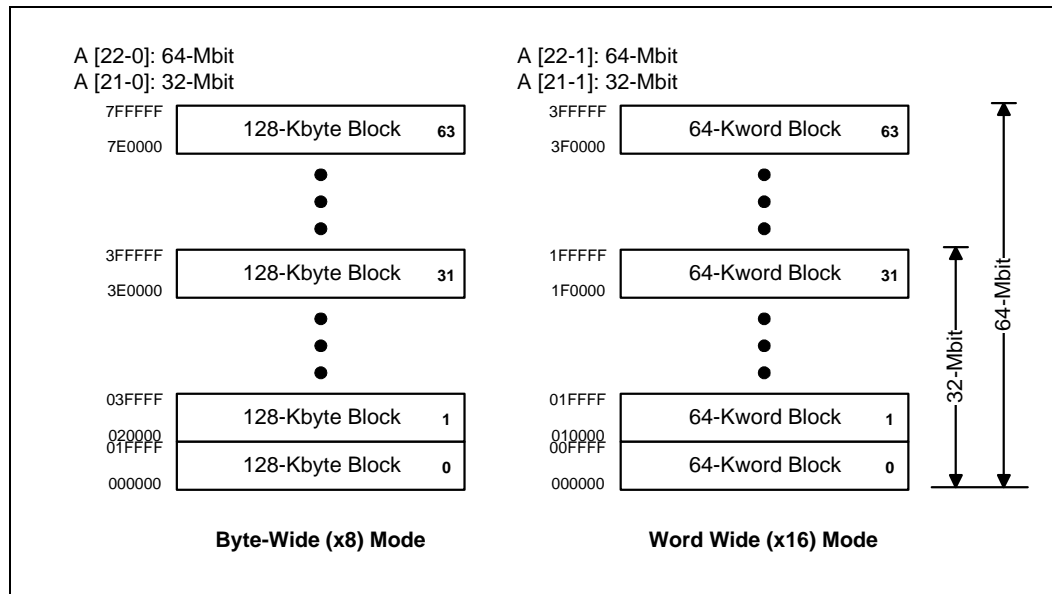 A [22-0]: 64-Mbit
A [21-0]: 32-Mbit
7FFFFF
128-Kbyte Block 63
7E0000
3FFFFF
128-Kbyte Block 31
3E0000
03FFFF
128-Kbyte Block 1
020000
01FFFF
128-Kbyte Block 0
000000
Byte-Wide (x8) Mode
A [22-1]: 64-Mbit
A [21-1]: 32-Mbit
3FFFFF
64-Kword Block 63
3F0000
1FFFFF
64-Kword Block 31
1F0000
01FFFF
64-Kword Block 1
010000
00FFFF
64-Kword Block 0
000000
Word Wide (x16) Mode
32-Mbit
64-Mbit